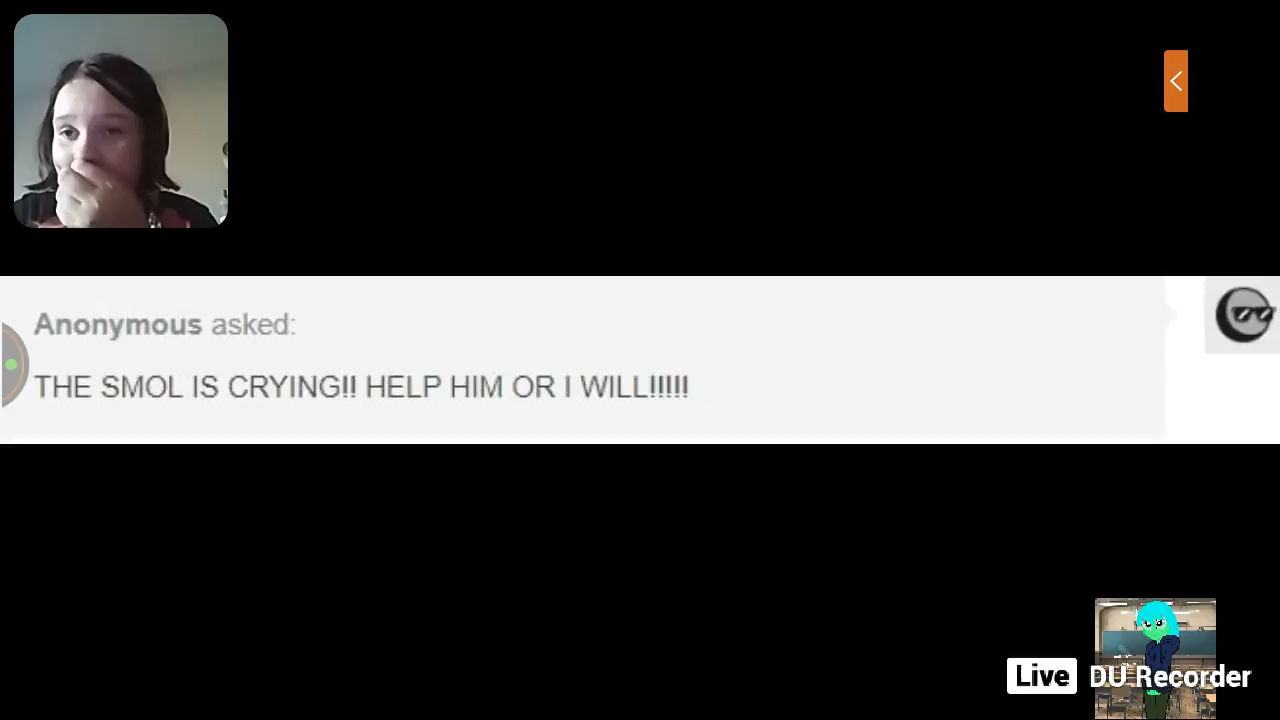 Anonymous asked:
THE SMOL IS CRYING!! HELP HIM OR I WILL!!!!!
Live DU Recorder